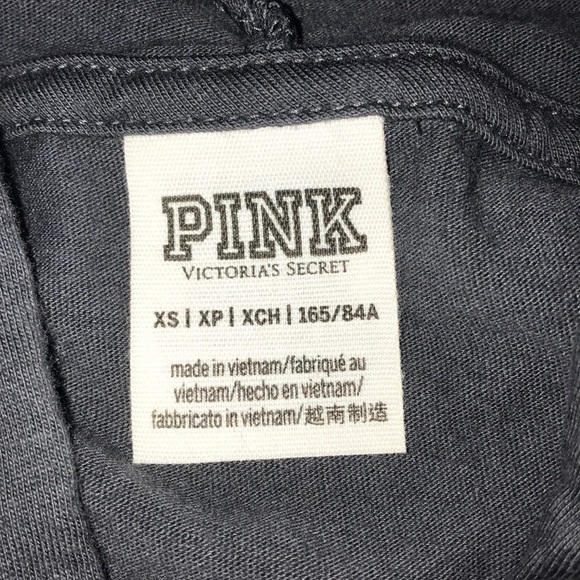 PINK
VICTORIA'S SECRET
XS | XP | XCH | 165/84A
made in vietnam/fabriqué au
vietnam/hecho en vietnam/
fabbricato in vietnam/越南制造